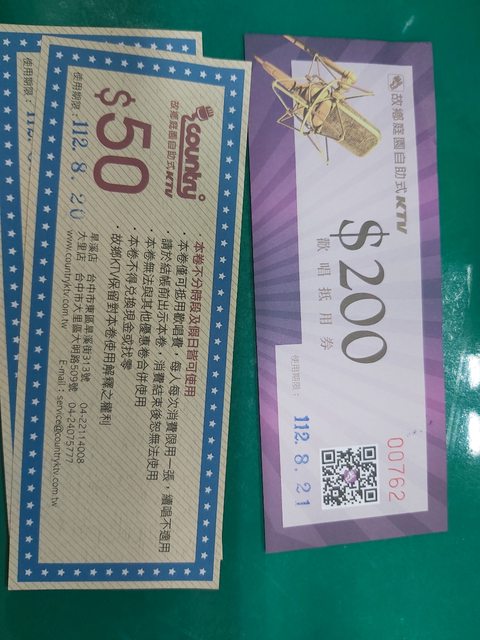 country
故鄉庭園自助式KTV
$50
使用期限：112.8.20
・本卷不分時段及假日皆可使用
・本卷僅可抵用歡唱費，每人每次消費限用一張，續唱不適用
請於結帳前出示本卷，消費結束後恕無法使用
・本卷無法與其他優惠卷合併使用
・本卷不得兌換現金或找零
・故鄉KTV保留對本卷使用解釋之權利
旱溪店 台中市東區旱溪街313號 04-22114008
大里店 台中市大里區大明路509號 04-24075777
www.countryktv.com.tw E-mail：service@countryktv.com.tw
使用期限：112.
故鄉庭園自助式KTV
$200
歡唱抵用券
使用期限：
112.8.21
00762